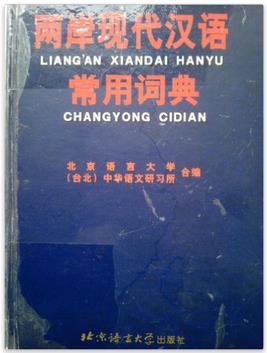 两岸现代汉语
LIANG'AN XIANDAI HANYU
常用词典
CHANGYONG CIDIAN
北京语言大学
(台北)中华语文研习所 合编
北京语言大学出版社